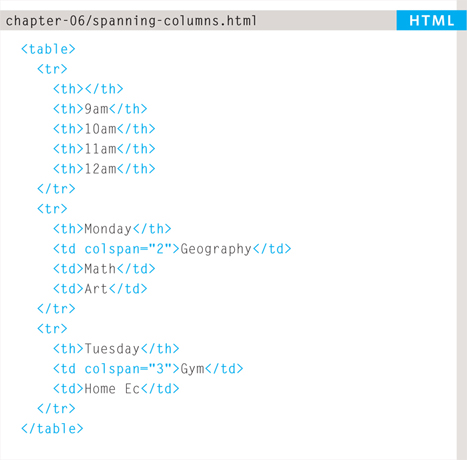 chapter-06/spanning-columns.html HTML
<table>
  <tr>
    <th></th>
    <th>9am</th>
    <th>10am</th>
    <th>11am</th>
    <th>12am</th>
  </tr>
  <tr>
    <th>Monday</th>
    <td colspan="2">Geography</td>
    <td>Math</td>
    <td>Art</td>
  </tr>
  <tr>
    <th>Tuesday</th>
    <td colspan="3">Gym</td>
    <td>Home Ec</td>
  </tr>
</table>